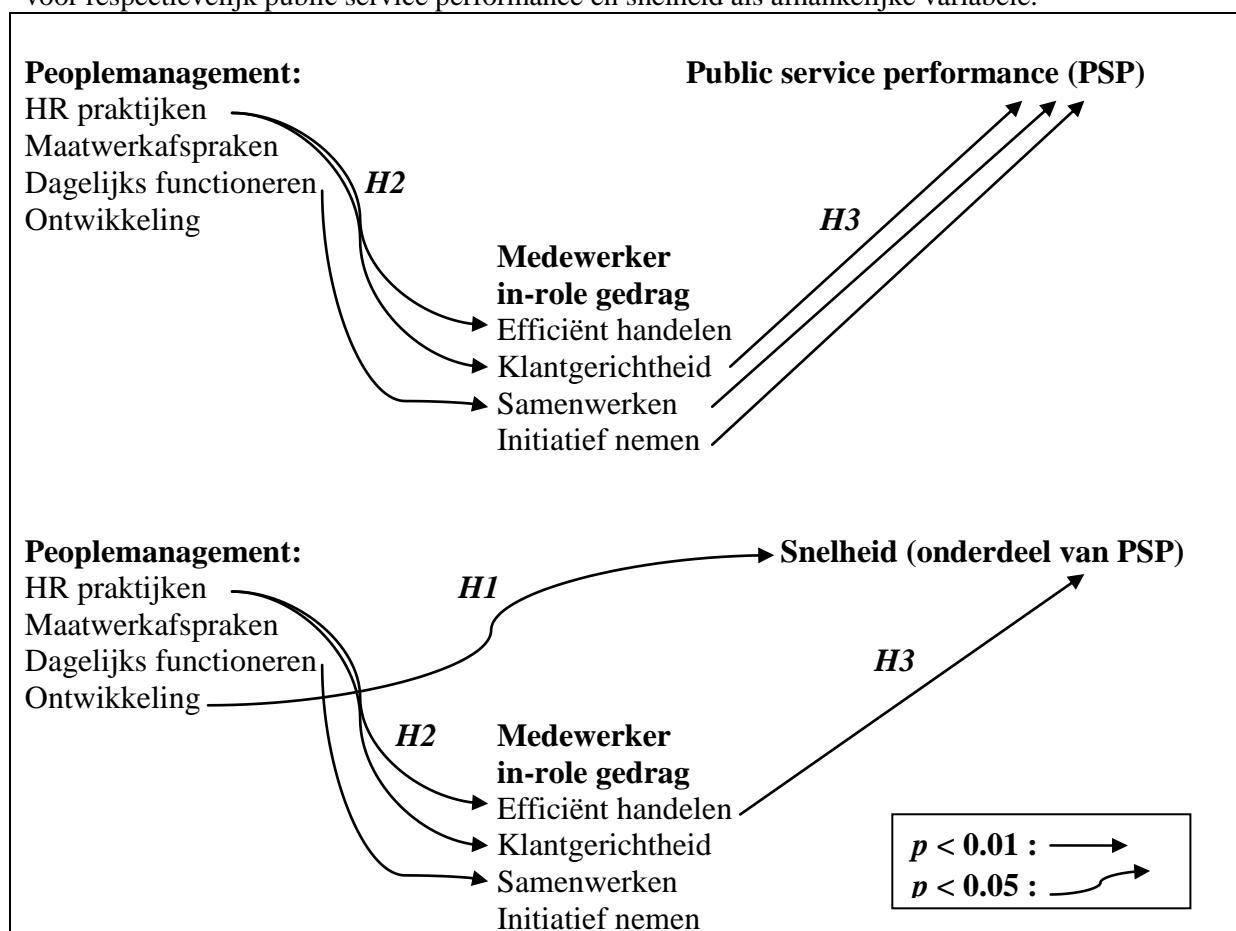 voor respectievelijk public service performance en snelheid als afhankelijke variabele.
Peoplemanagement: Public service performance (PSP)
HR praktijken
Maatwerkafspraken
Dagelijks functioneren H2
Ontwikkeling H3
Medewerker
in-role gedrag
Efficiënt handelen
Klantgerichtheid
Samenwerken
Initiatief nemen
Peoplemanagement: Snelheid (onderdeel van PSP)
HR praktijken H1
Maatwerkafspraken
Dagelijks functioneren H3
Ontwikkeling
H2 Medewerker
in-role gedrag
Efficiënt handelen
Klantgerichtheid
Samenwerken
Initiatief nemen
p < 0.01 :
p < 0.05 :